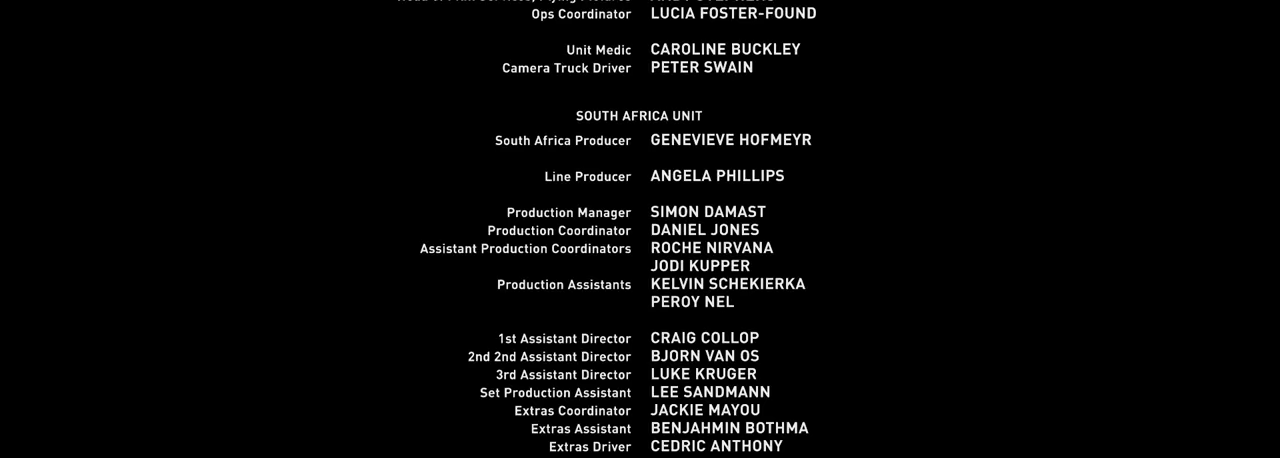 Ops Coordinator LUCIA FOSTER-FOUND
Unit Medic CAROLINE BUCKLEY
Camera Truck Driver PETER SWAIN
SOUTH AFRICA UNIT
South Africa Producer GENEVIEVE HOFMEYR
Line Producer ANGELA PHILLIPS
Production Manager SIMON DAMAST
Production Coordinator DANIEL JONES
Assistant Production Coordinators ROCHE NIRVANA
JODI KUPPER
Production Assistants KELVIN SCHEKIERKA
PEROY NEL
1st Assistant Director CRAIG COLLOP
2nd 2nd Assistant Director BJORN VAN OS
3rd Assistant Director LUKE KRUGER
Set Production Assistant LEE SANDMANN
Extras Coordinator JACKIE MAYOU
Extras Assistant BENJAHMIN BOTHMA
Extras Driver CEDRIC ANTHONY